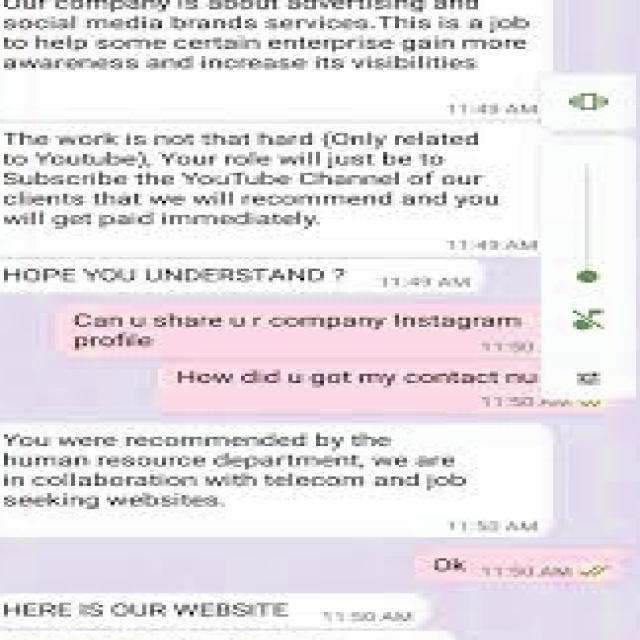 Our company is about advertising and
social media brands services.This is a job
to help some certain enterprise gain more
awareness and increase its visibilities
11:49 AM
The work is not that hard (Only related
to Youtube), Your role will just be to
Subscribe the YouTube Channel of our
clients that we will recommend and you
will get paid immediately.
11:49 AM
HOPE YOU UNDERSTAND ? 11:49 AM
Can u share u r company Instagram
profile
11:50
How did u got my contact nu
11:50 AM
You were recommended by the
human resource department, we are
in collaboration with telecom and job
seeking websites.
11:50 AM
Ok 11:50 AM
HERE IS OUR WEBSITE 11:50 AM